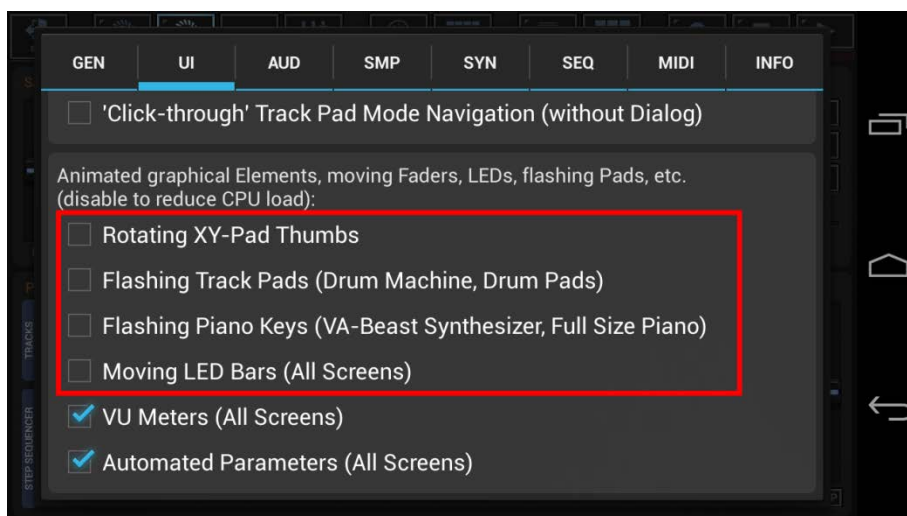 GEN UI AUD SMP SYN SEQ MIDI INFO
'Click-through' Track Pad Mode Navigation (without Dialog)
Animated graphical Elements, moving Faders, LEDs, flashing Pads, etc.
(disable to reduce CPU load):
Rotating XY-Pad Thumbs
Flashing Track Pads (Drum Machine, Drum Pads)
Flashing Piano Keys (VA-Beast Synthesizer, Full Size Piano)
Moving LED Bars (All Screens)
VU Meters (All Screens)
Automated Parameters (All Screens)
TRACKS
STEP SEQUENCER